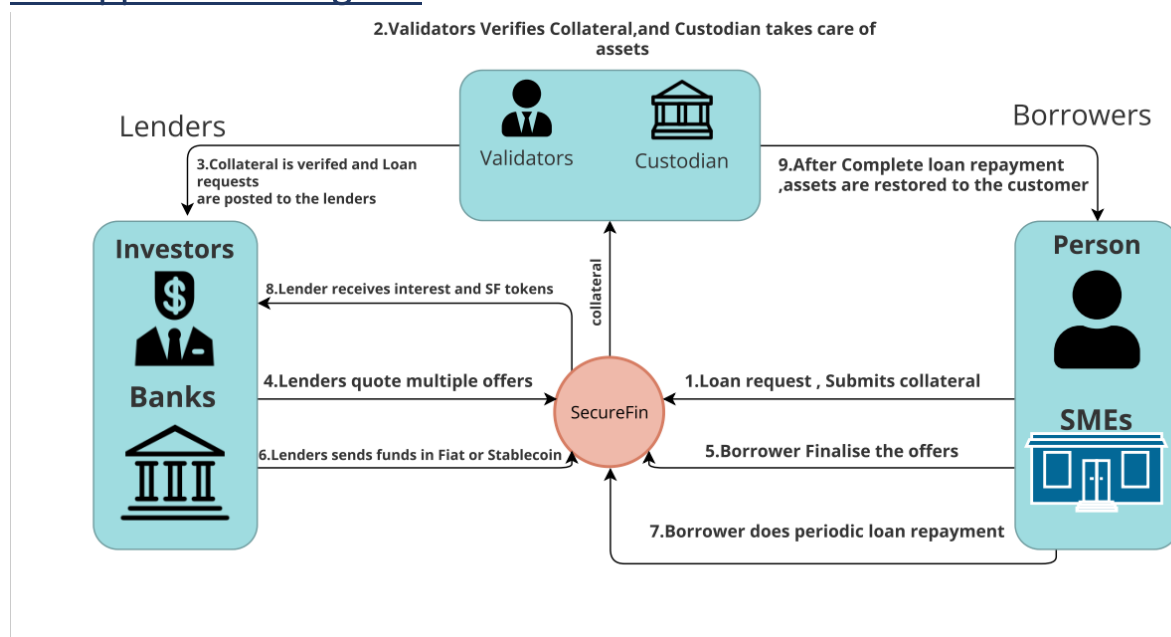 2.Validators Verifies Collateral,and Custodian takes care of
assets
Lenders
Borrowers
Validators
Custodian
3.Collateral is verifed and Loan
requests
are posted to the lenders
9.After Complete loan repayment
,assets are restored to the customer
Investors
Person
8.Lender receives interest and SF tokens
collateral
4.Lenders quote multiple offers
1.Loan request , Submits collateral
Banks
SecureFin
SMEs
6.Lenders sends funds in Fiat or Stablecoin
5.Borrower Finalise the offers
7.Borrower does periodic loan repayment